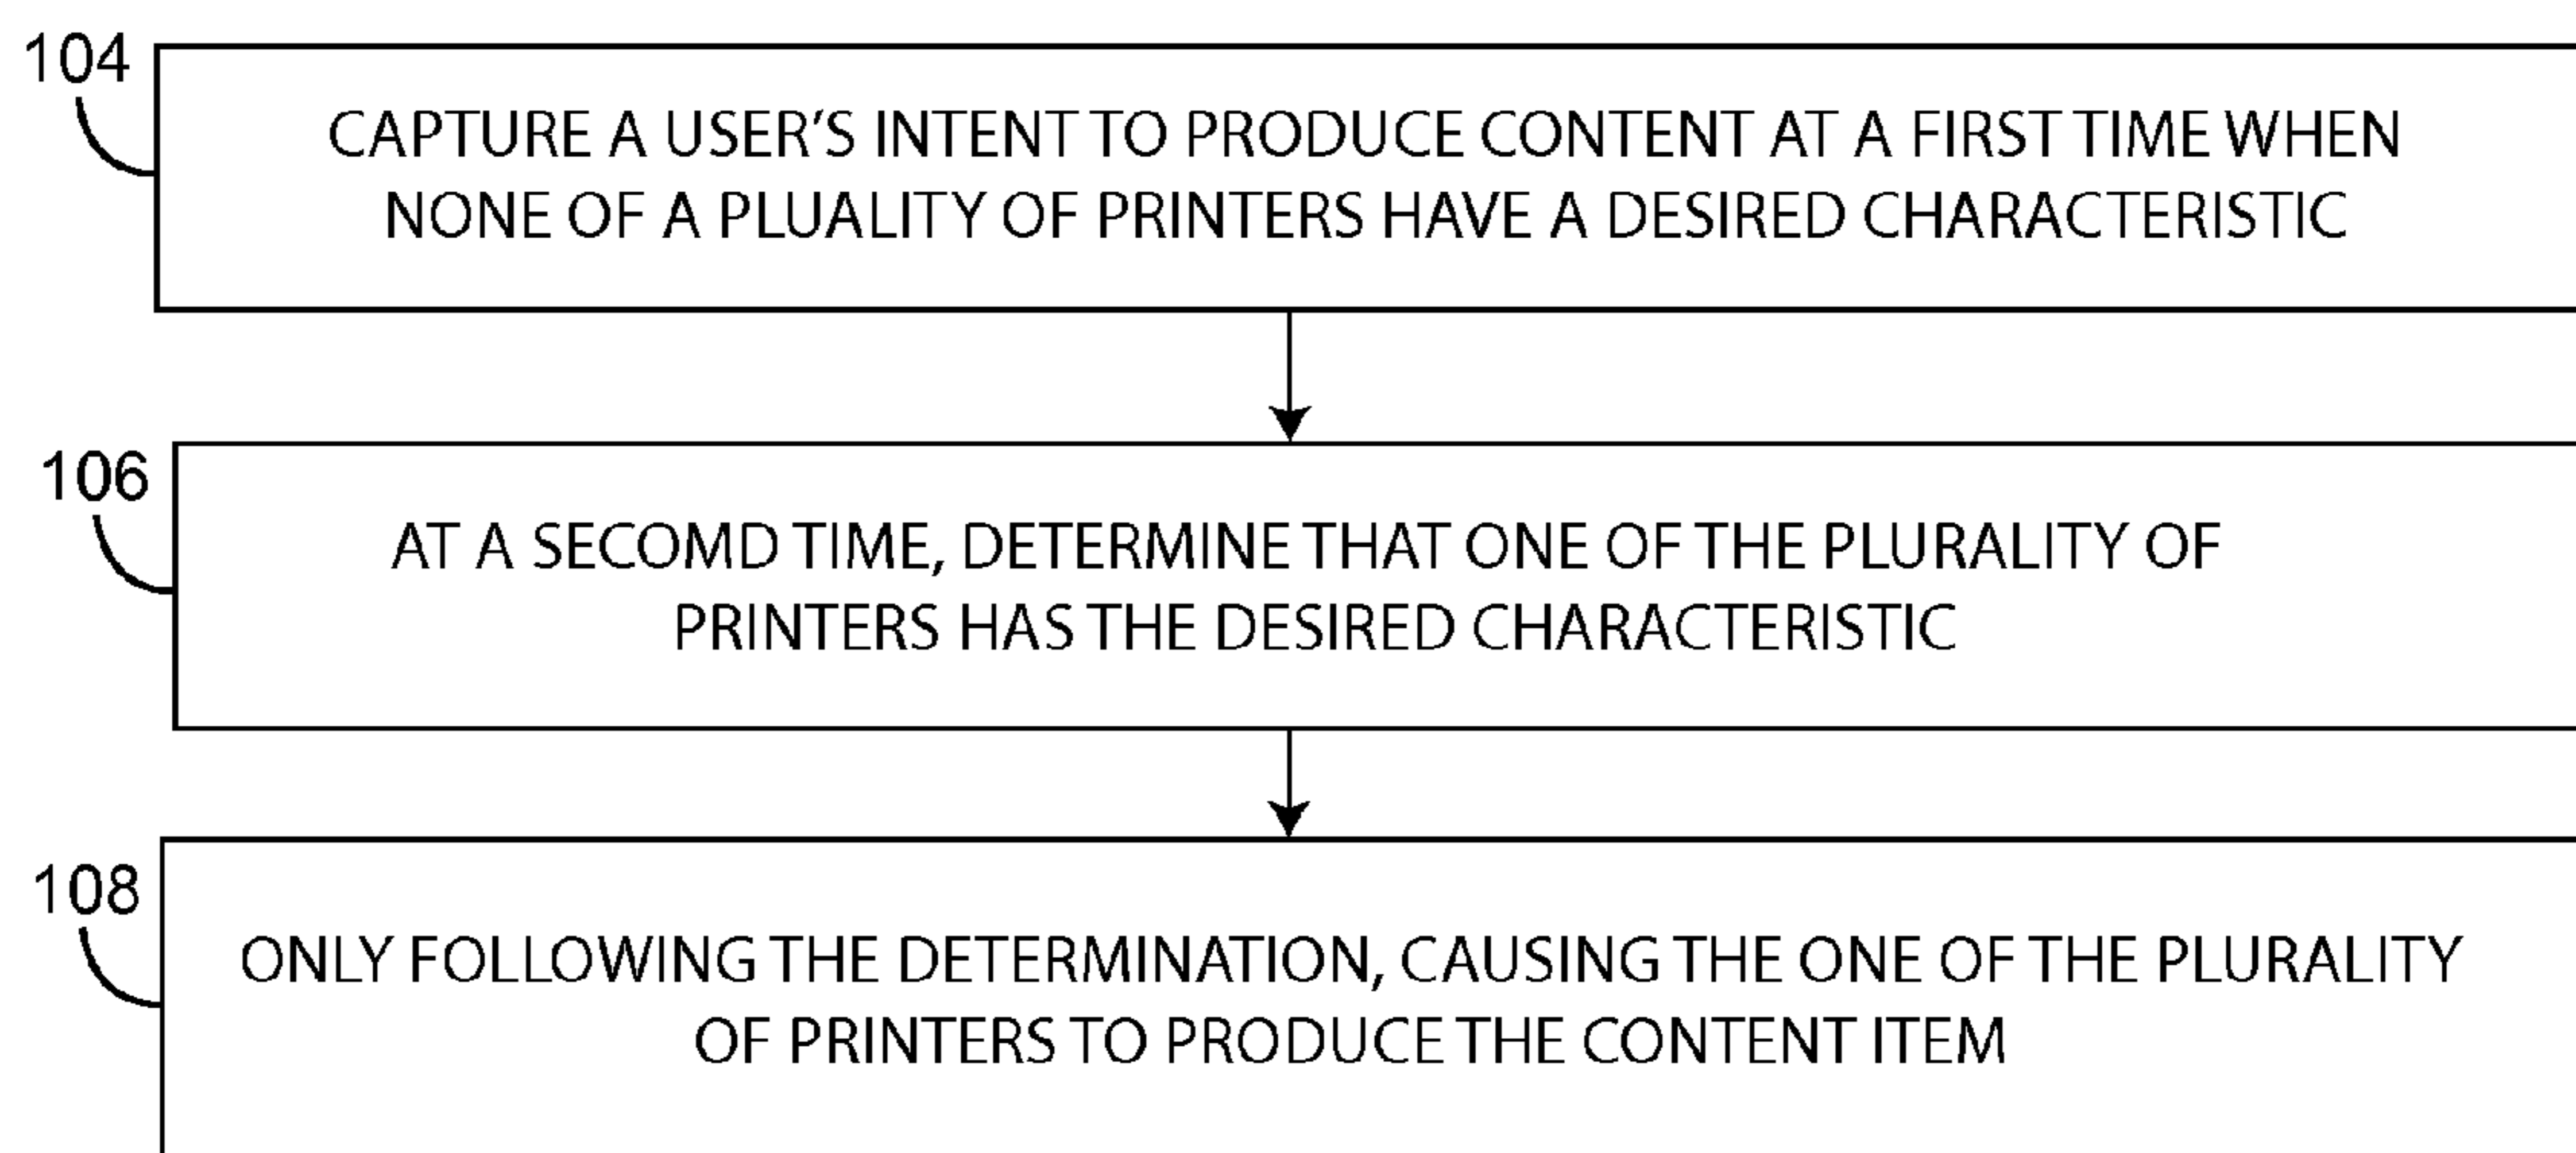 104
CAPTURE A USER'S INTENT TO PRODUCE CONTENT AT A FIRST TIME WHEN
NONE OF A PLUALITY OF PRINTERS HAVE A DESIRED CHARACTERISTIC
106
AT A SECOMD TIME, DETERMINE THAT ONE OF THE PLURALITY OF
PRINTERS HAS THE DESIRED CHARACTERISTIC
108
ONLY FOLLOWING THE DETERMINATION, CAUSING THE ONE OF THE PLURALITY
OF PRINTERS TO PRODUCE THE CONTENT ITEM